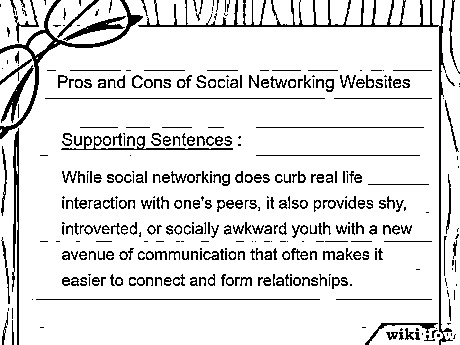 Pros and Cons of Social Networking Websites
Supporting Sentences :
While social networking does curb real life
interaction with one's peers, it also provides shy,
introverted, or socially awkward youth with a new
avenue of communication that often makes it
easier to connect and form relationships.
wikiHow